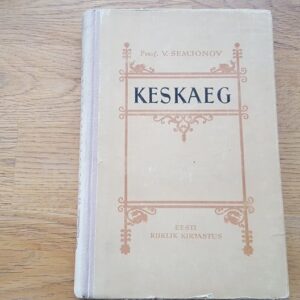 Prof. V. SEMJONOV
KESKAEG
EESTI
RIIKLIK KIRJASTUS